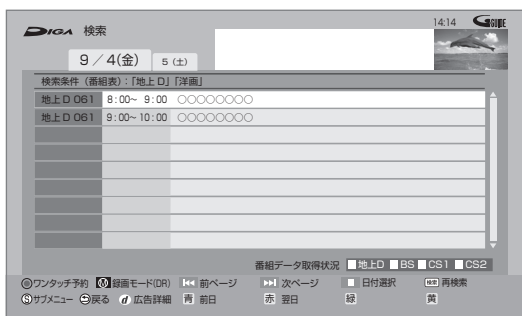 DIGA 検索
14:14 GGUIDE
9／4(金) 5(土)
検索条件（番組表）：「地上D」「洋画」
地上D 061 8:00～ 9:00 ○○○○○○○○
地上D 061 9:00～10:00 ○○○○○○○○
番組データ取得状況 地上D BS CS1 CS2
ワンタッチ予約 録画モード(DR) 前ページ 次ページ 日付選択 検索 再検索
S サブメニュー 戻る d 広告詳細 青 前日 赤 翌日 緑 黄